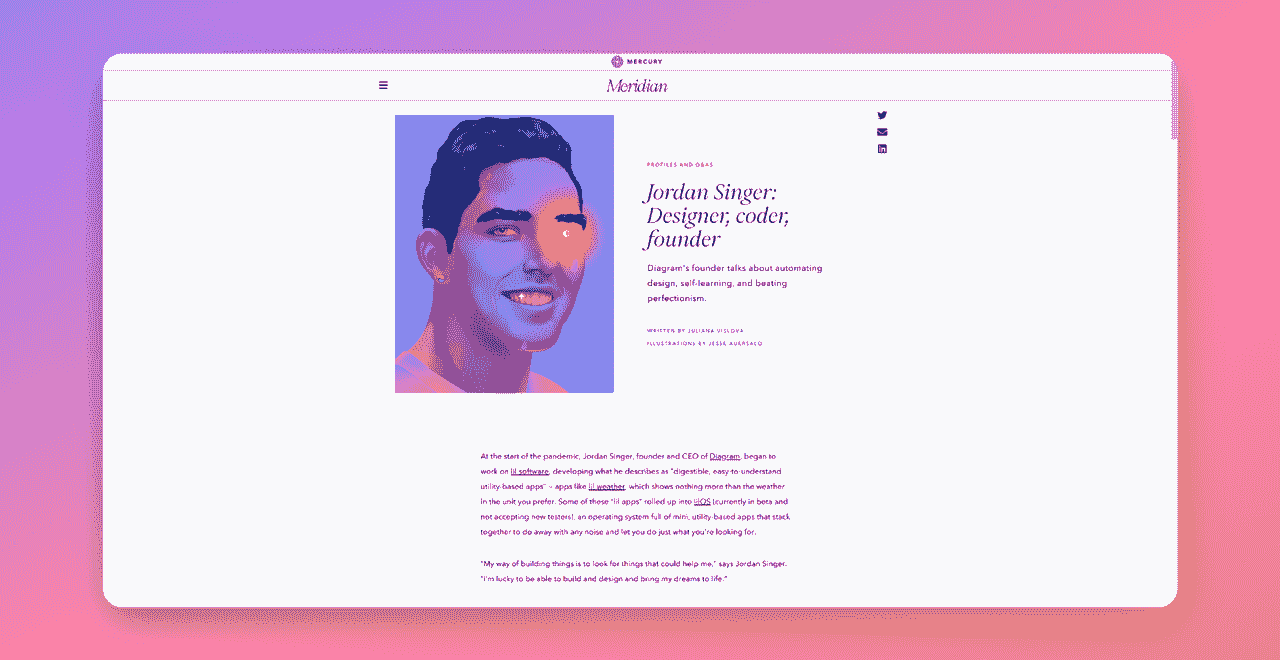 MERCURY
Meridian
PROFILES AND IDEAS
Jordan Singer:
Designer, coder,
founder
Diagram's founder talks about automating
design, self-learning, and beating
perfectionism.
WRITTEN BY JULIANA
ILLUSTRATIONS BY JESSE
At the start of the pandemic, Jordan Singer, founder and CEO of Diagram, began to
work on lil software, developing what he describes as "digestible, easy-to-understand
utility-based apps" – apps like lil weather, which shows nothing more than the weather
in the unit you prefer. Some of these "lil apps" rolled up into lilOS (currently in beta and
not accepting new testers), an operating system full of mini, utility-based apps that stack
together to do away with any noise and let you do just what you're looking for.
"My way of building things is to look for things that could help me," says Jordan Singer.
"I'm lucky to be able to build and design and bring my dreams to life."